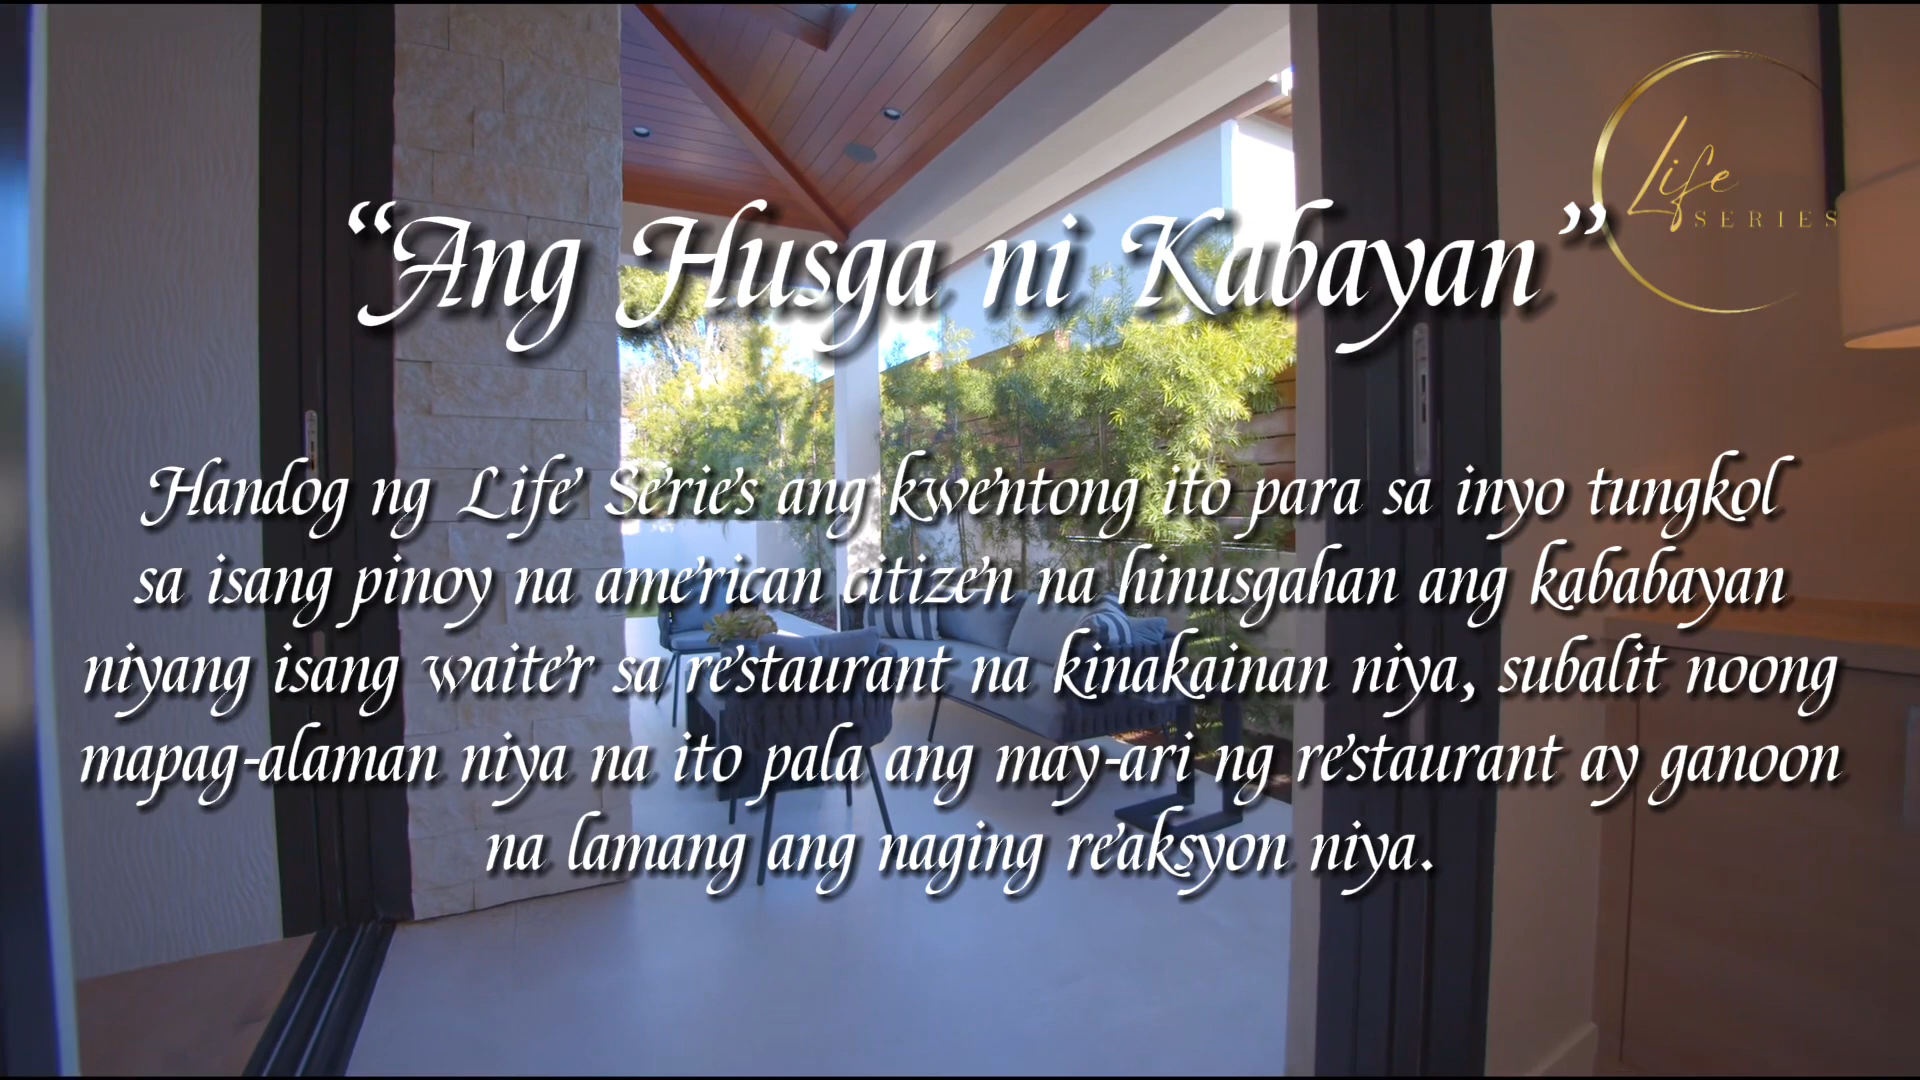 Life
SERIES
“Ang Husga ni Kabayan”
Handog ng Life Series ang kwentong ito para sa inyo tungkol
sa isang pinoy na american citizen na hinusgahan ang kababayan
niyang isang waiter sa restaurant na kinakainan niya, subalit noong
mapag-alaman niya na ito pala ang may-ari ng restaurant ay ganoon
na lamang ang naging reaksyon niya.